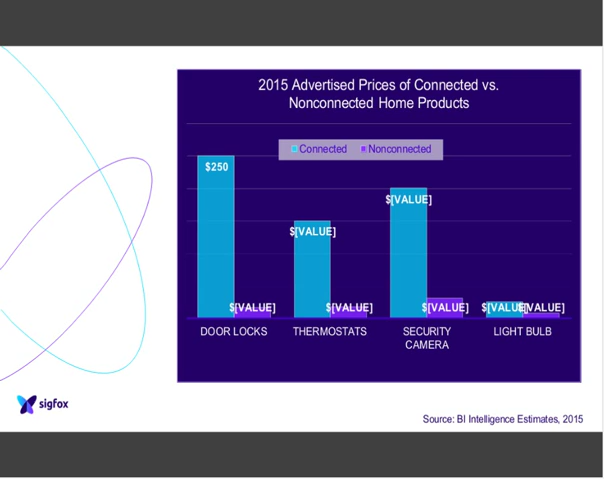 2015 Advertised Prices of Connected vs.
Nonconnected Home Products
Connected Nonconnected
$250
$[VALUE]
$[VALUE]
$[VALUE]
$[VALUE]
$[VALUE]
$[VALUE]
$[VALUE]
DOOR LOCKS THERMOSTATS SECURITY CAMERA LIGHT BULB
sigfox
Source: BI Intelligence Estimates, 2015